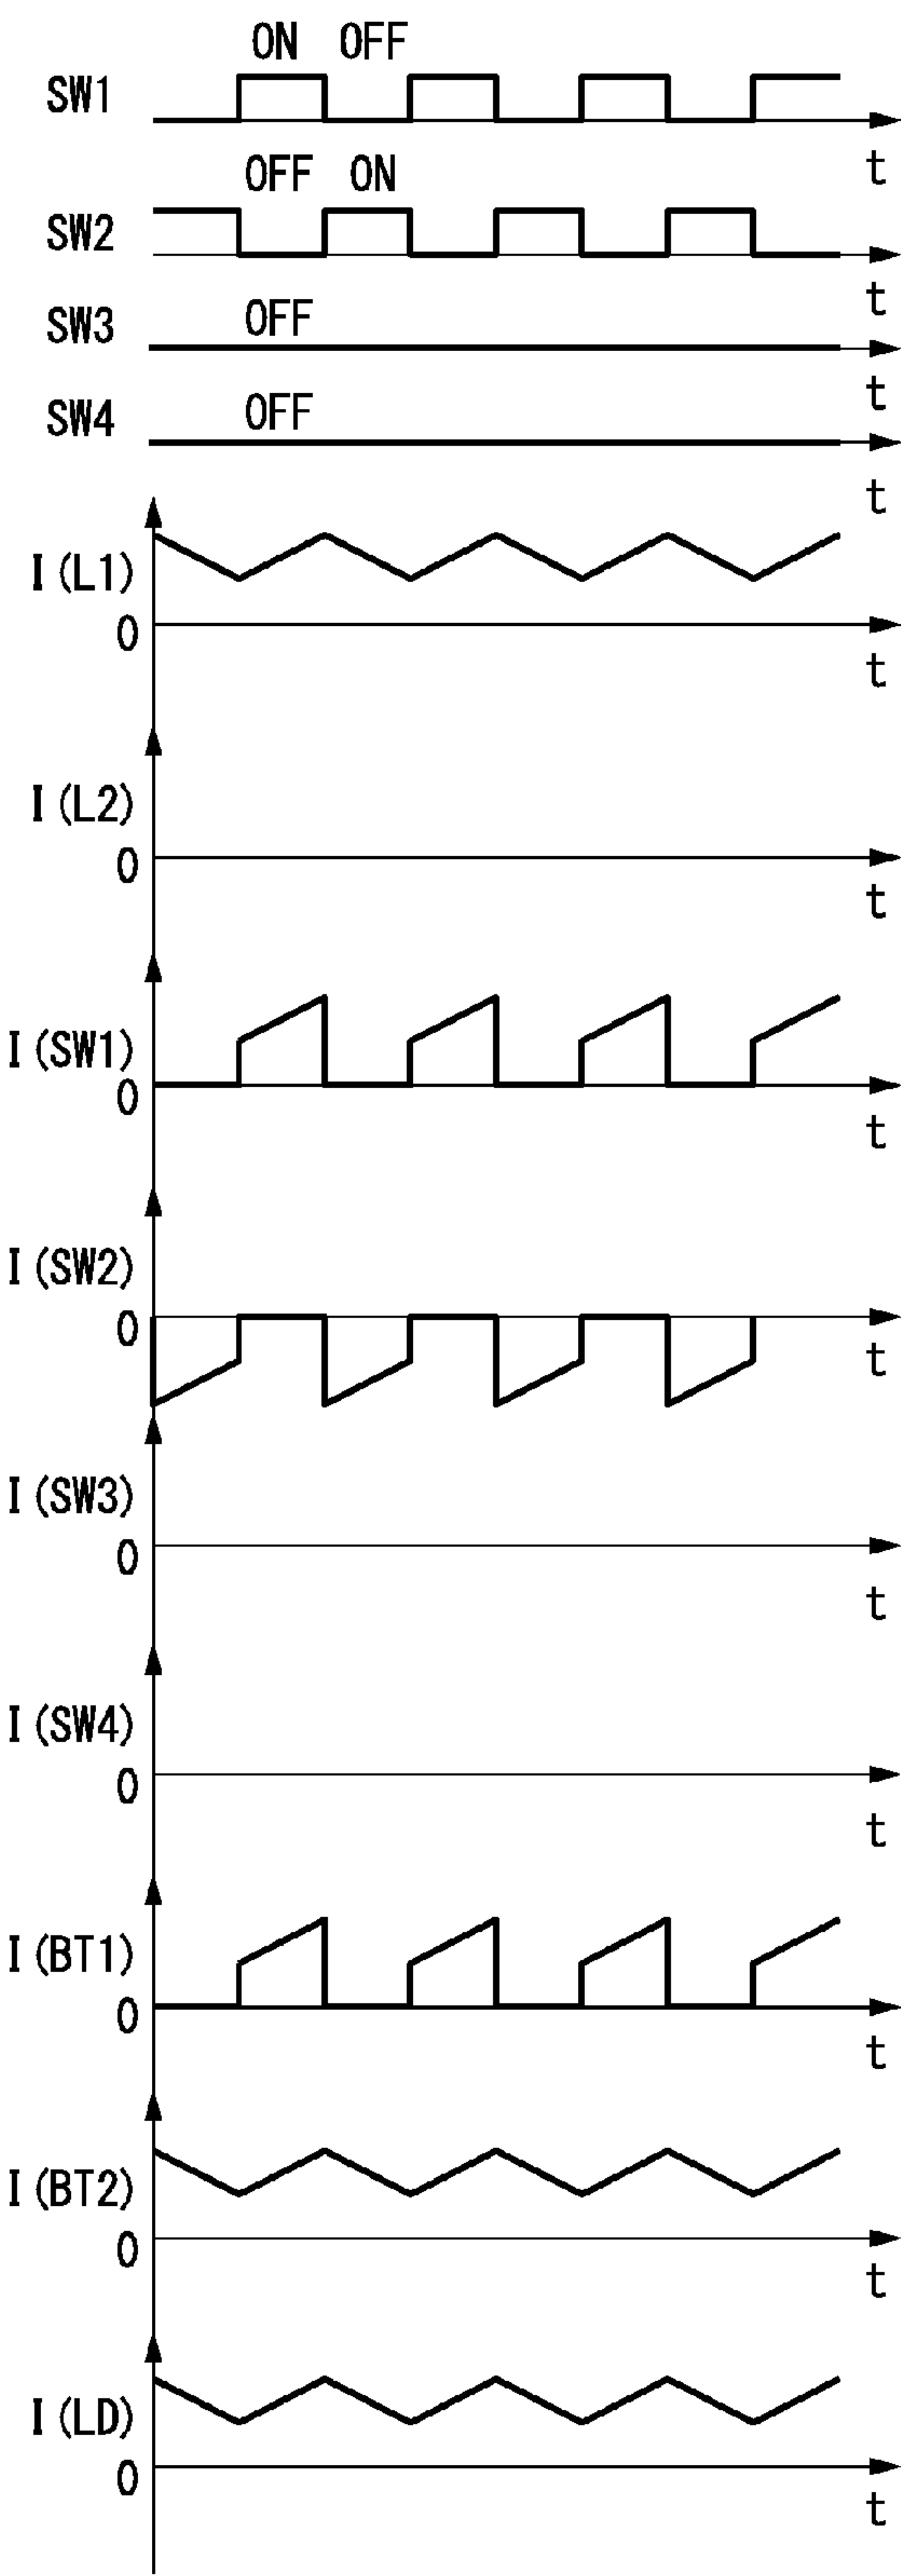 ON OFF
SW1
t
OFF ON
SW2
t
OFF
SW3
t
OFF
SW4
t
I(L1)
0
t
I(L2)
0
t
I(SW1)
0
t
I(SW2)
0
t
I(SW3)
0
t
I(SW4)
0
t
I(BT1)
0
t
I(BT2)
0
t
I(LD)
0
t